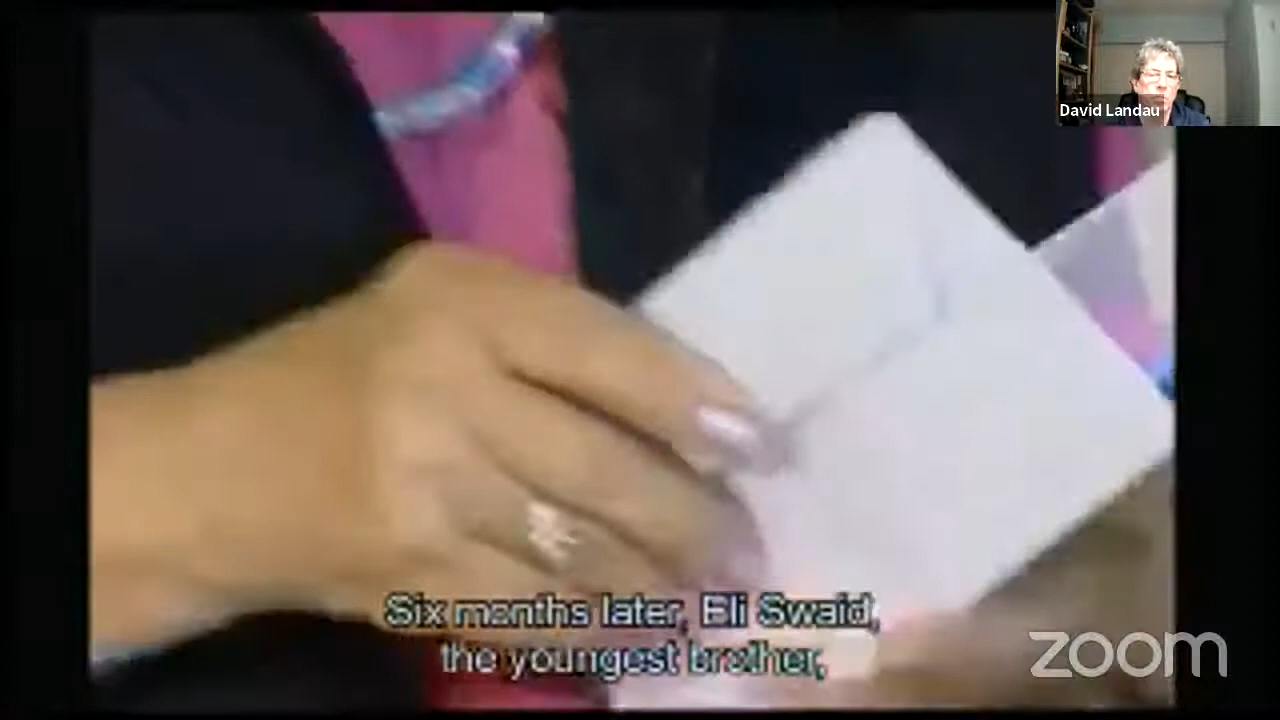 David Landau
Six months later, Eli Swaid,
the youngest brother,
zoom